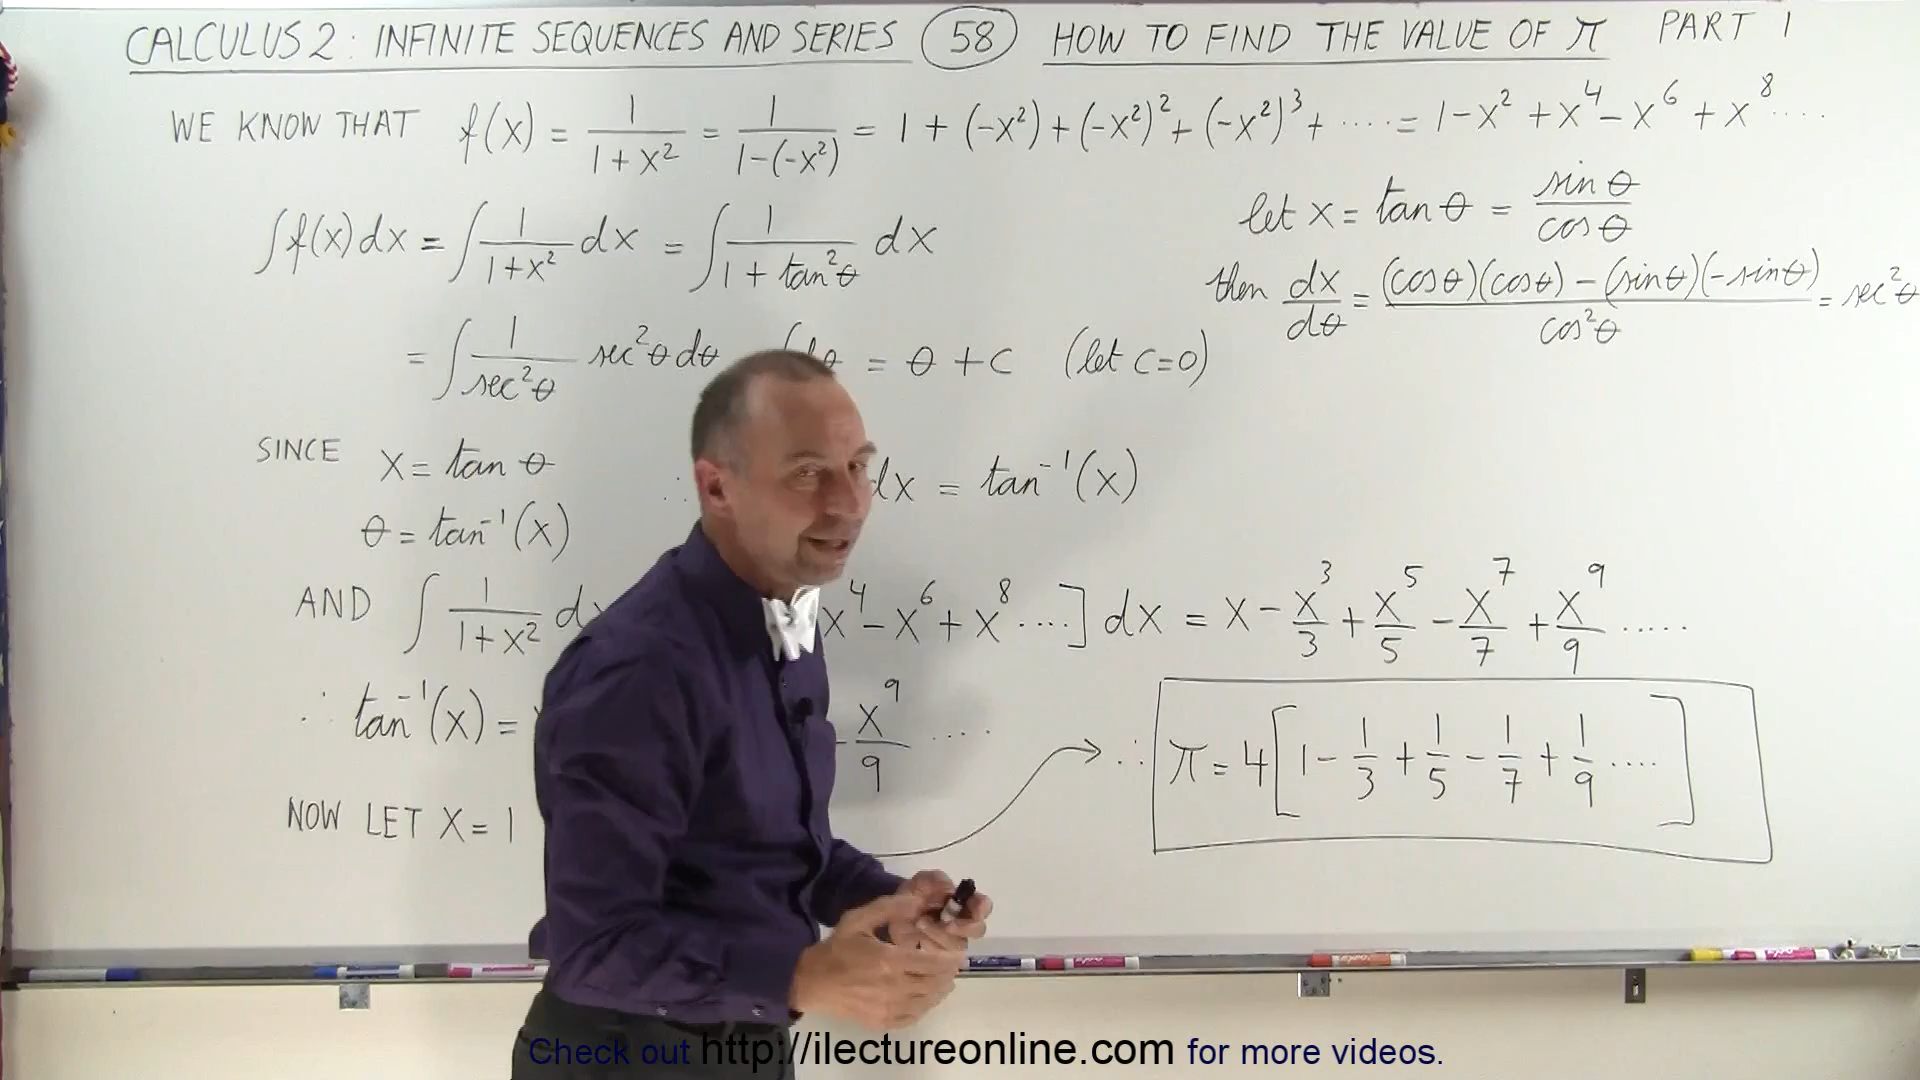 CALCULUS 2: INFINITE SEQUENCES AND SERIES (58) HOW TO FIND THE VALUE OF π PART 1
WE KNOW THAT f(x) = 1/(1+x²) = 1/(1-(-x²)) = 1 + (-x²) + (-x²)² + (-x²)³ + ···· = 1 - x² + x⁴ - x⁶ + x⁸ ····
let x = tan θ = sin θ / cos θ
∫f(x)dx = ∫ 1/(1+x²) dx = ∫ 1/(1 + tan²θ) dx
then dx/dθ = ((cosθ)(cosθ) - (sinθ)(-sinθ)) / cos²θ = sec²θ
= ∫ 1/sec²θ sec²θ dθ = θ + C (let C=0)
SINCE x = tan θ
∴ dx = tan⁻¹(x)
θ = tan⁻¹(x)
AND ∫ 1/(1+x²) dx x⁴ - x⁶ + x⁸ ····] dx = x - x³/3 + x⁵/5 - x⁷/7 + x⁹/9 ·····
∴ tan⁻¹(x) = x⁹/9 ····
∴ π = 4[1 - 1/3 + 1/5 - 1/7 + 1/9 ····]
NOW LET x = 1
Check out http://ilectureonline.com for more videos.